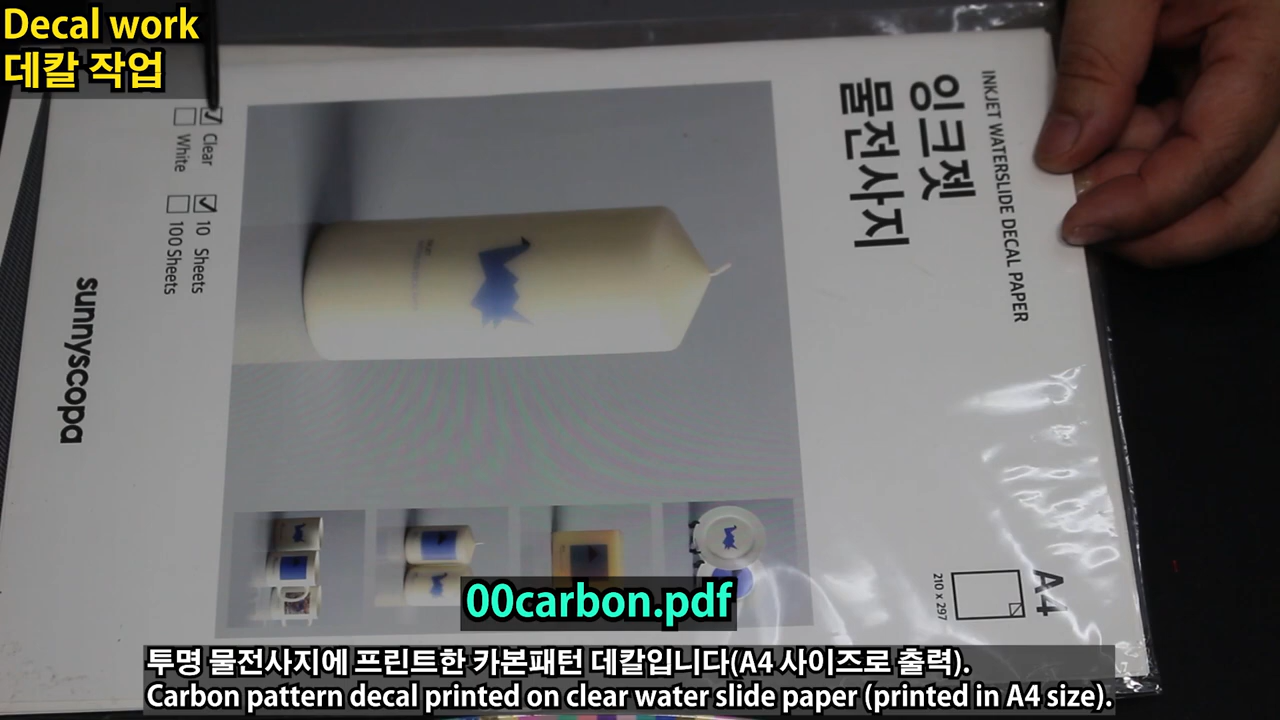 Decal work
데칼 작업
INKJET WATERSLIDE DECAL PAPER
잉크젯
물전사지
Clear
White
10 Sheets
100 Sheets
sunnyscopa
A4
210 x 297
00carbon.pdf
투명 물전사지에 프린트한 카본패턴 데칼입니다(A4 사이즈로 출력).
Carbon pattern decal printed on clear water slide paper (printed in A4 size).